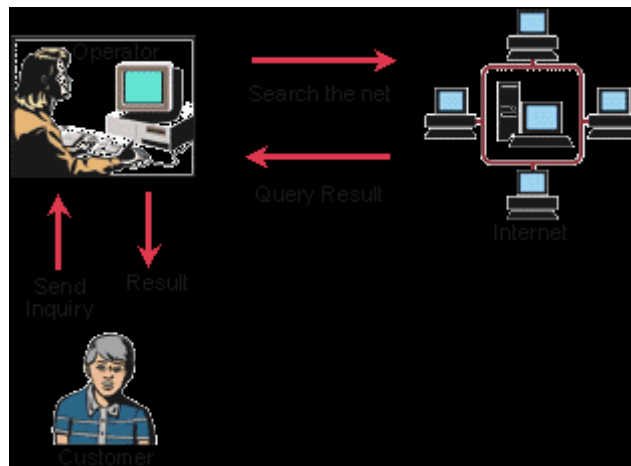 Operator
Search the net
Query Result
Internet
Send
Inquiry
Result
Customer